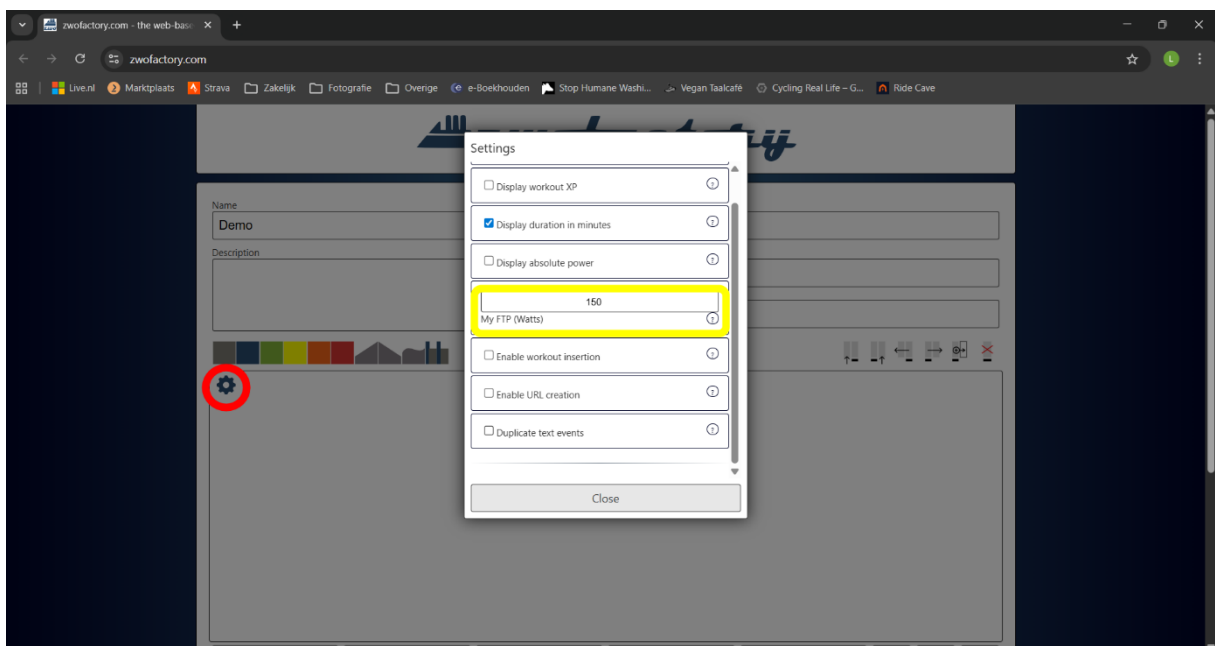 zwofactory.com - the web-base
zwofactory.com
L
Live.nl Marktplaats Strava Zakelijk Fotografie Overige e-Boekhouden Stop Humane Washi... Vegan Taalcafé Cycling Real Life – G... Ride Cave
Settings
Display workout XP
Name
Demo
Display duration in minutes
Description
Display absolute power
150
My FTP (Watts)
Enable workout insertion
Enable URL creation
Duplicate text events
Close